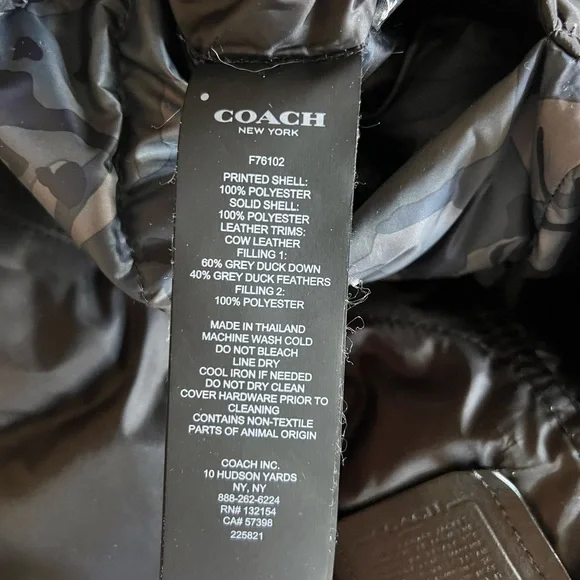 COACH
NEW YORK
F76102
PRINTED SHELL:
100% POLYESTER
SOLID SHELL:
100% POLYESTER
LEATHER TRIMS:
COW LEATHER
FILLING 1:
60% GREY DUCK DOWN
40% GREY DUCK FEATHERS
FILLING 2:
100% POLYESTER
MADE IN THAILAND
MACHINE WASH COLD
DO NOT BLEACH
LINE DRY
COOL IRON IF NEEDED
DO NOT DRY CLEAN
COVER HARDWARE PRIOR TO
CLEANING
CONTAINS NON-TEXTILE
PARTS OF ANIMAL ORIGIN
COACH INC.
10 HUDSON YARDS
NY, NY
888-262-6224
RN# 132154
CA# 57398
225821
COACH